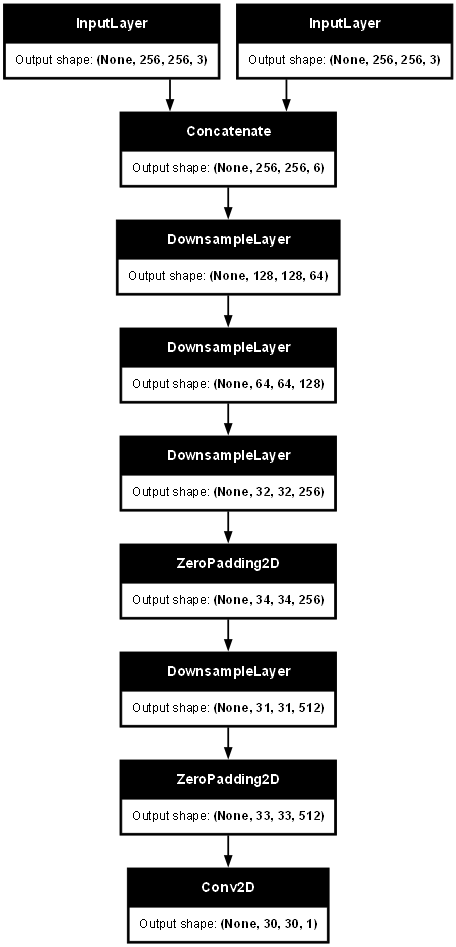 InputLayer
Output shape: (None, 256, 256, 3)
InputLayer
Output shape: (None, 256, 256, 3)
Concatenate
Output shape: (None, 256, 256, 6)
DownsampleLayer
Output shape: (None, 128, 128, 64)
DownsampleLayer
Output shape: (None, 64, 64, 128)
DownsampleLayer
Output shape: (None, 32, 32, 256)
ZeroPadding2D
Output shape: (None, 34, 34, 256)
DownsampleLayer
Output shape: (None, 31, 31, 512)
ZeroPadding2D
Output shape: (None, 33, 33, 512)
Conv2D
Output shape: (None, 30, 30, 1)